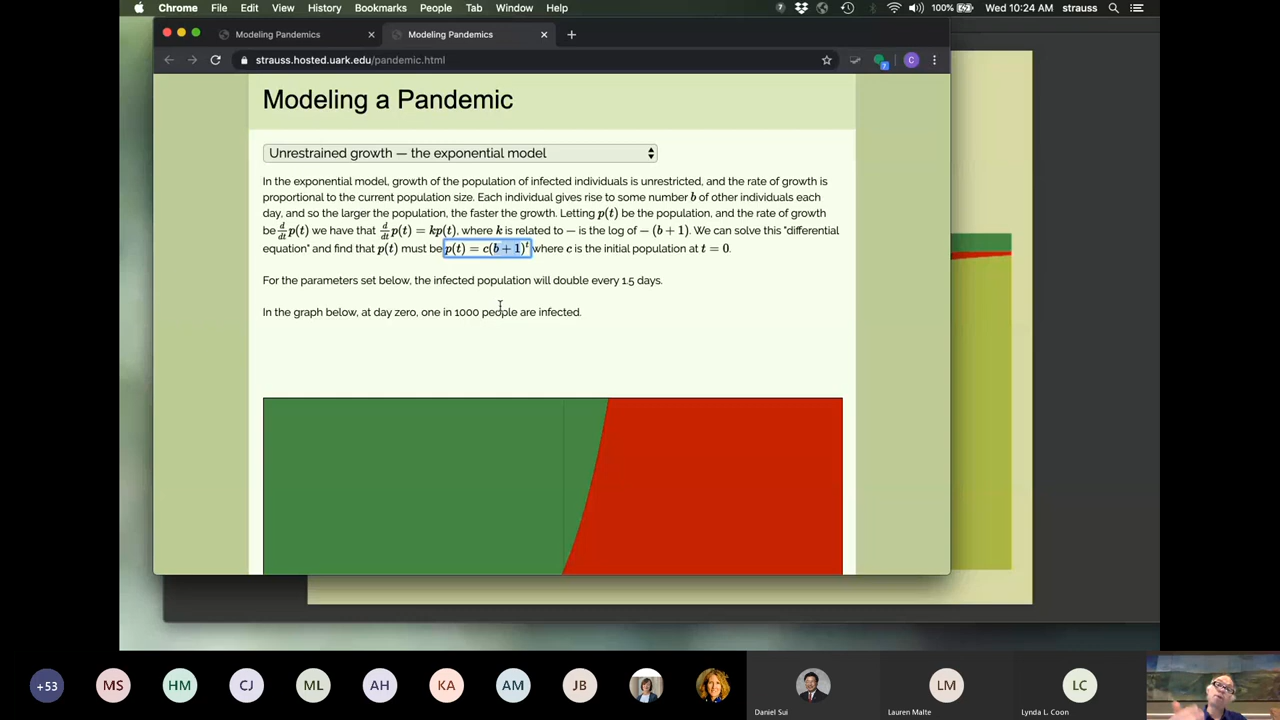 Chrome File Edit View History Bookmarks People Tab Window Help 100% Wed 10:24 AM strauss
Modeling Pandemics Modeling Pandemics
strauss.hosted.uark.edu/pandemic.html C
Modeling a Pandemic
Unrestrained growth — the exponential model
In the exponential model, growth of the population of infected individuals is unrestricted, and the rate of growth is
proportional to the current population size. Each individual gives rise to some number b of other individuals each
day, and so the larger the population, the faster the growth. Letting p(t) be the population, and the rate of growth
be d/dt p(t) we have that d/dt p(t) = kp(t), where k is related to — is the log of — (b + 1). We can solve this "differential
equation" and find that p(t) must be p(t) = c(b + 1)^t where c is the initial population at t = 0.
For the parameters set below, the infected population will double every 1.5 days.
In the graph below, at day zero, one in 1000 people are infected.
+53 MS HM CJ ML AH KA AM JB LM LC
Daniel Sui Lauren Malte Lynda L. Coon